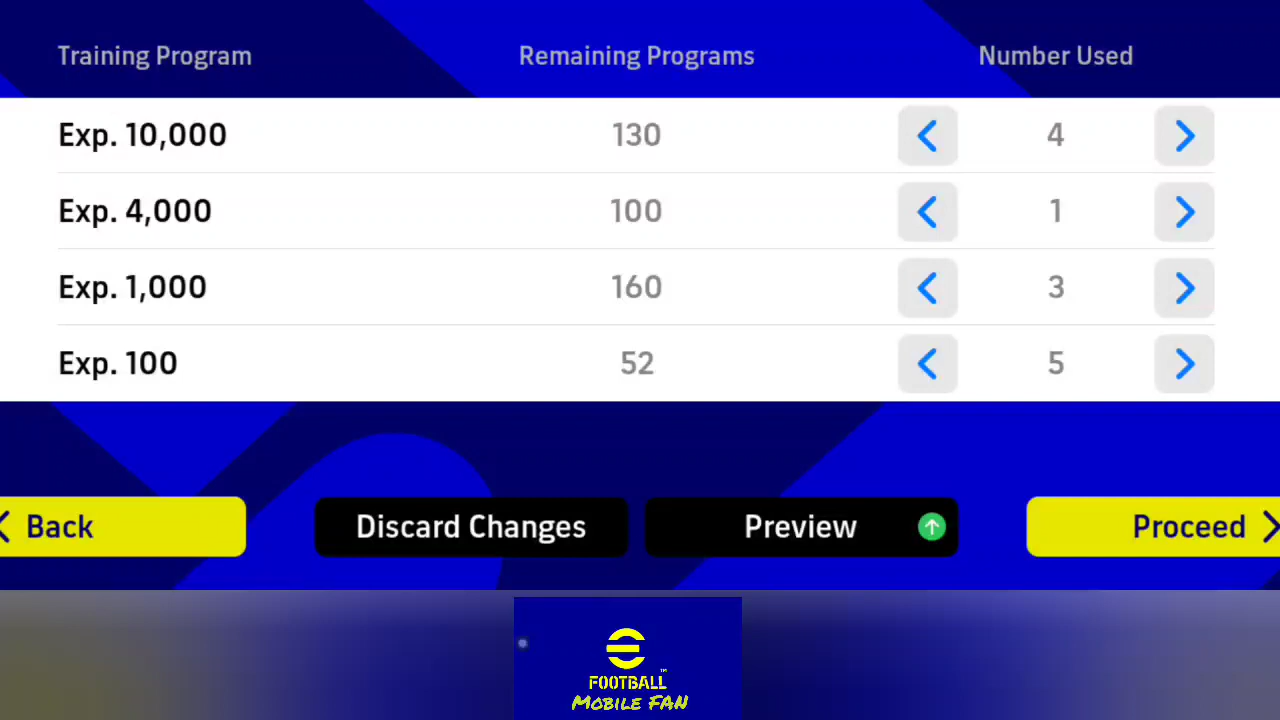 Training Program Remaining Programs Number Used
Exp. 10,000 130 4
Exp. 4,000 100 1
Exp. 1,000 160 3
Exp. 100 52 5
Back Discard Changes Preview Proceed
FOOTBALL™
MOBILE FAN